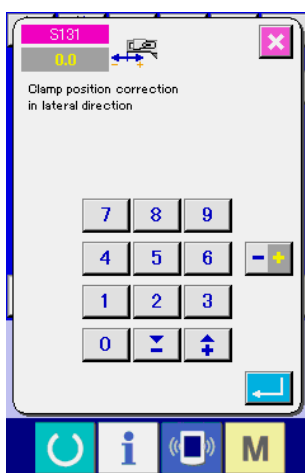 S131
0.0
- +
Clamp position correction
in lateral direction
7 8 9
4 5 6 - +
1 2 3
0
i M